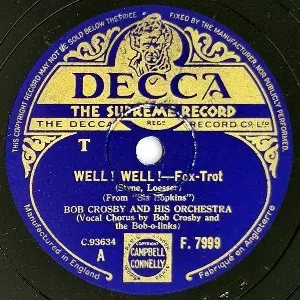 THIS COPYRIGHT RECORD MAY NOT BE SOLD BELOW THE PRICE FIXED BY THE MANUFACTURER, NOR PUBLICLY PERFORMED.
DECCA
THE SUPREME RECORD
THE DECCA REGD RECORD CO. LTD.
T
WELL! WELL!—Fox-Trot
(Styne, Loesser)
(From "Sis Hopkins")
BOB CROSBY AND HIS ORCHESTRA
(Vocal Chorus by Bob Crosby and
the Bob-o-links)
C.93634
A
COPYRIGHT
CAMPBELL
CONNELLY
F. 7999
Manufactured in England
Fabriqué en Angleterre